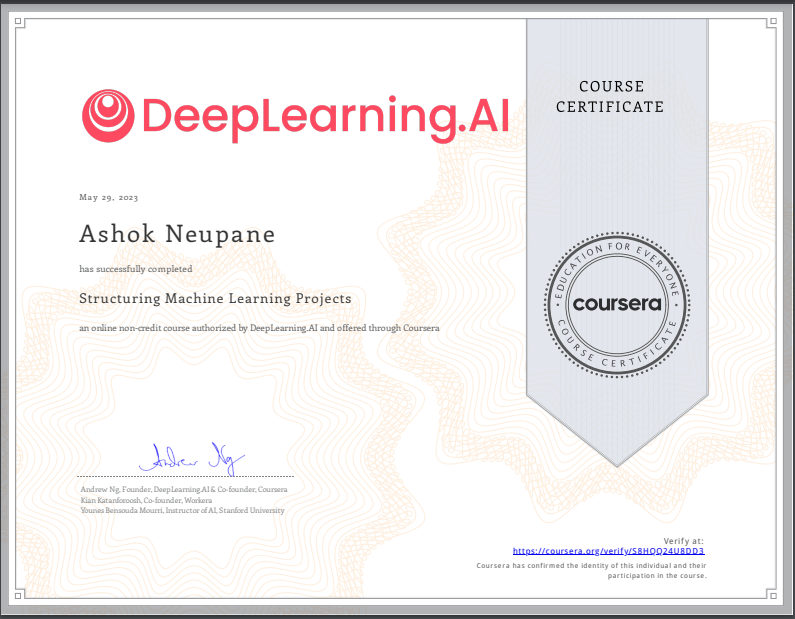 DeepLearning.AI
COURSE
CERTIFICATE
May 29, 2023
Ashok Neupane
has successfully completed
Structuring Machine Learning Projects
an online non-credit course authorized by DeepLearning.AI and offered through Coursera
EDUCATION FOR EVERYONE
coursera
COURSE CERTIFICATE
Andrew Ng
Andrew Ng, Founder, DeepLearning.AI & Co-founder, Coursera
Kian Katanforoosh, Co-founder, Workera
Younes Bensouda Mourri, Instructor of AI, Stanford University
Verify at:
https://coursera.org/verify/S8HQQ24U8DD3
Coursera has confirmed the identity of this individual and their
participation in the course.